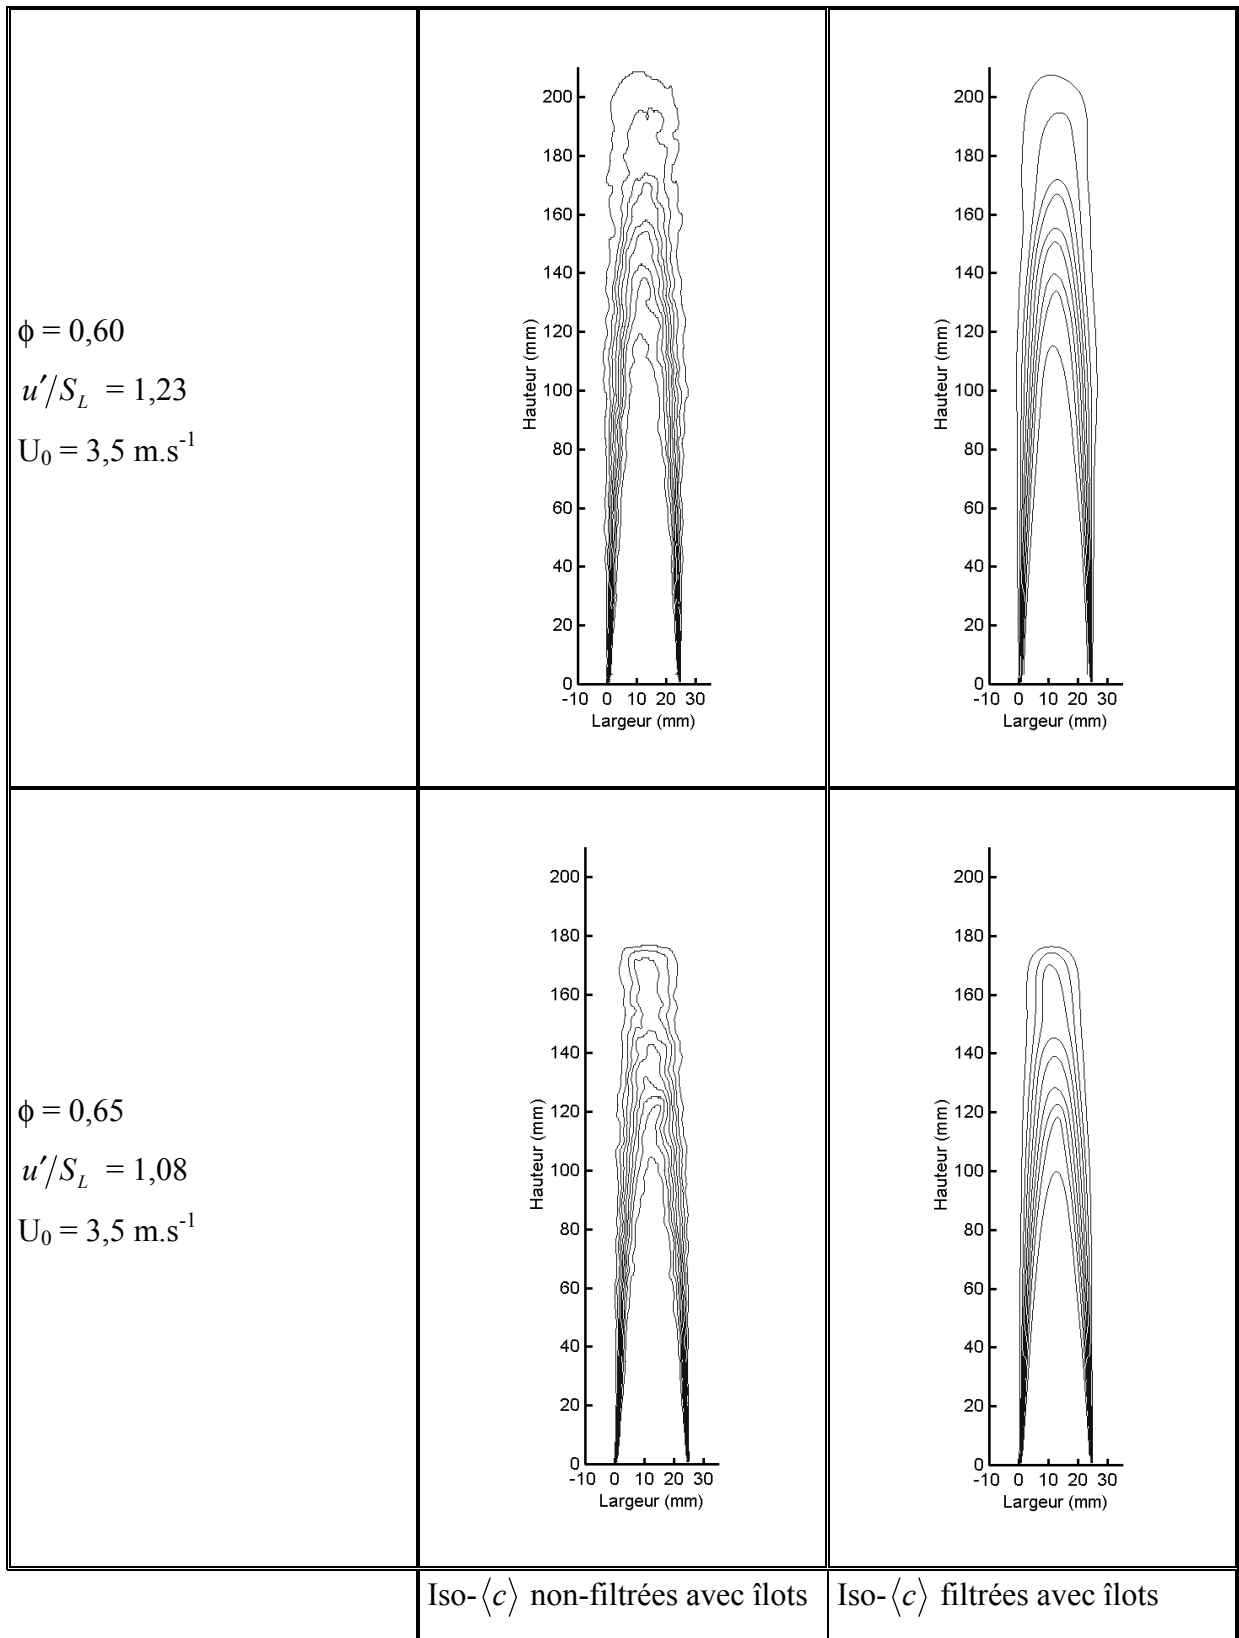 200
180
160
140
120
100
80
60
40
20
0
Hauteur (mm)
-10 0 10 20 30
Largeur (mm)
200
180
160
140
120
100
80
60
40
20
0
Hauteur (mm)
-10 0 10 20 30
Largeur (mm)
ϕ = 0,60
u′/S_L = 1,23
U₀ = 3,5 m.s⁻¹
200
180
160
140
120
100
80
60
40
20
0
Hauteur (mm)
-10 0 10 20 30
Largeur (mm)
200
180
160
140
120
100
80
60
40
20
0
Hauteur (mm)
-10 0 10 20 30
Largeur (mm)
ϕ = 0,65
u′/S_L = 1,08
U₀ = 3,5 m.s⁻¹
Iso-⟨c⟩ non-filtrées avec îlots
Iso-⟨c⟩ filtrées avec îlots